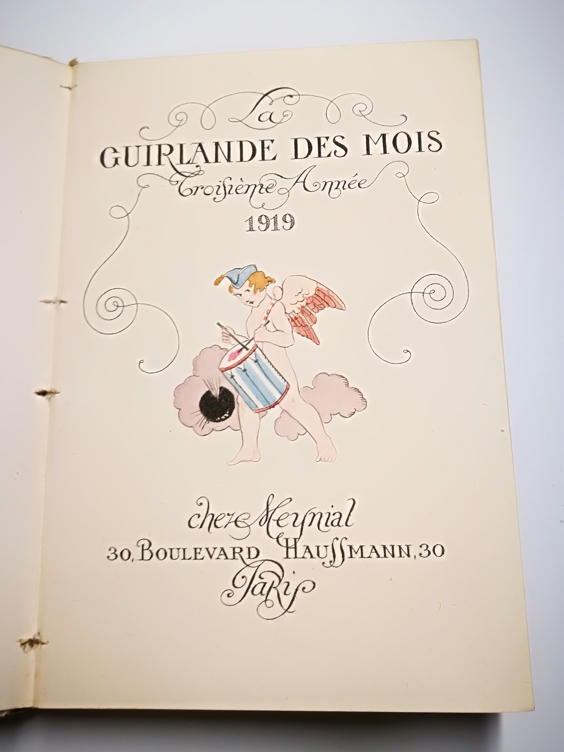 La
GUIRLANDE DES MOIS
Troisième Année
1919
chez Meynial
30, BOULEVARD HAUSSMANN, 30
Paris